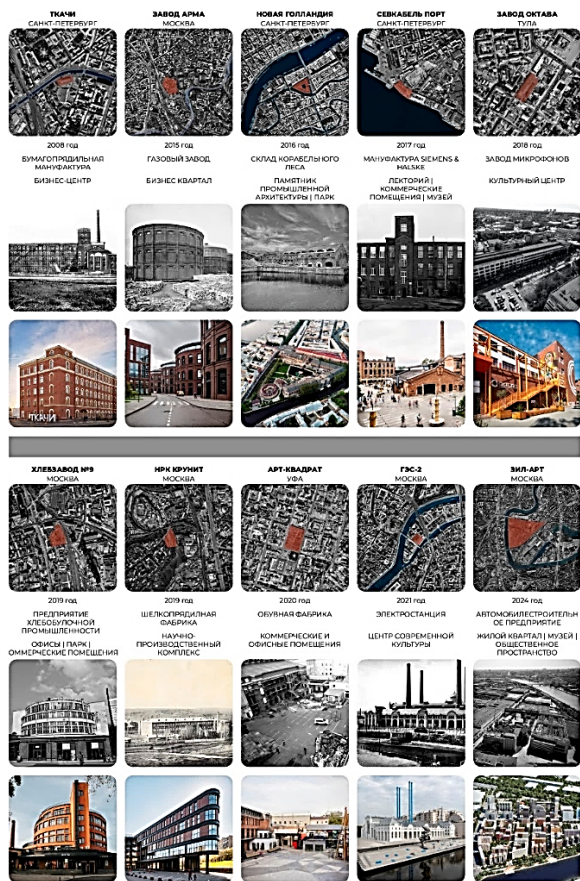 ТКАЧИ
САНКТ-ПЕТЕРБУРГ
ЗАВОД АРМА
МОСКВА
НОВАЯ ГОЛЛАНДИЯ
САНКТ-ПЕТЕРБУРГ
СЕВКАБЕЛЬ ПОРТ
САНКТ-ПЕТЕРБУРГ
ЗАВОД ОКТАВА
ТУЛА
2008 год
2015 год
2016 год
2017 год
2018 год
БУМАГОПРЯДИЛЬНАЯ
МАНУФАКТУРА
ГАЗОВЫЙ ЗАВОД
СКЛАД КОРАБЕЛЬНОГО
ЛЕСА
МАНУФАКТУРА SIEMENS &
HALSKE
ЗАВОД МИКРОФОНОВ
БИЗНЕС-ЦЕНТР
БИЗНЕС КВАРТАЛ
ПАМЯТНИК
ПРОМЫШЛЕННОЙ
АРХИТЕКТУРЫ | ПАРК
ЛЕКТОРИЙ |
КОММЕРЧЕСКИЕ
ПОМЕЩЕНИЯ | МУЗЕЙ
КУЛЬТУРНЫЙ ЦЕНТР
ТКАЧИ
ХЛЕБЗАВОД №9
МОСКВА
НРК КРУНИТ
МОСКВА
АРТ-КВАДРАТ
УФА
ГЭС-2
МОСКВА
ЗИЛ-АРТ
МОСКВА
2019 год
2019 год
2020 год
2021 год
2024 год
ПРЕДПРИЯТИЕ
ХЛЕБОБУЛОЧНОЙ
ПРОМЫШЛЕННОСТИ
ШЕЛКОПРЯДИЛНАЯ
ФАБРИКА
ОБУВНАЯ ФАБРИКА
ЭЛЕКТРОСТАНЦИЯ
АВТОМОБИЛЕСТРОИТЕЛЬН
ОЕ ПРЕДПРИЯТИЕ
ОФИСЫ | ПАРК |
ОММЕРЧЕСКИЕ ПОМЕЩЕНИЯ
НАУЧНО-
ПРОИЗВОДСТВЕННЫЙ
КОМПЛЕКС
КОММЕРЧЕСКИЕ И
ОФИСНЫЕ ПОМЕЩЕНИЯ
ЦЕНТР СОВРЕМЕННОЙ
КУЛЬТУРЫ
ЖИЛОЙ КВАРТАЛ | МУЗЕЙ |
ОБЩЕСТВЕННОЕ
ПРОСТРАНСТВО